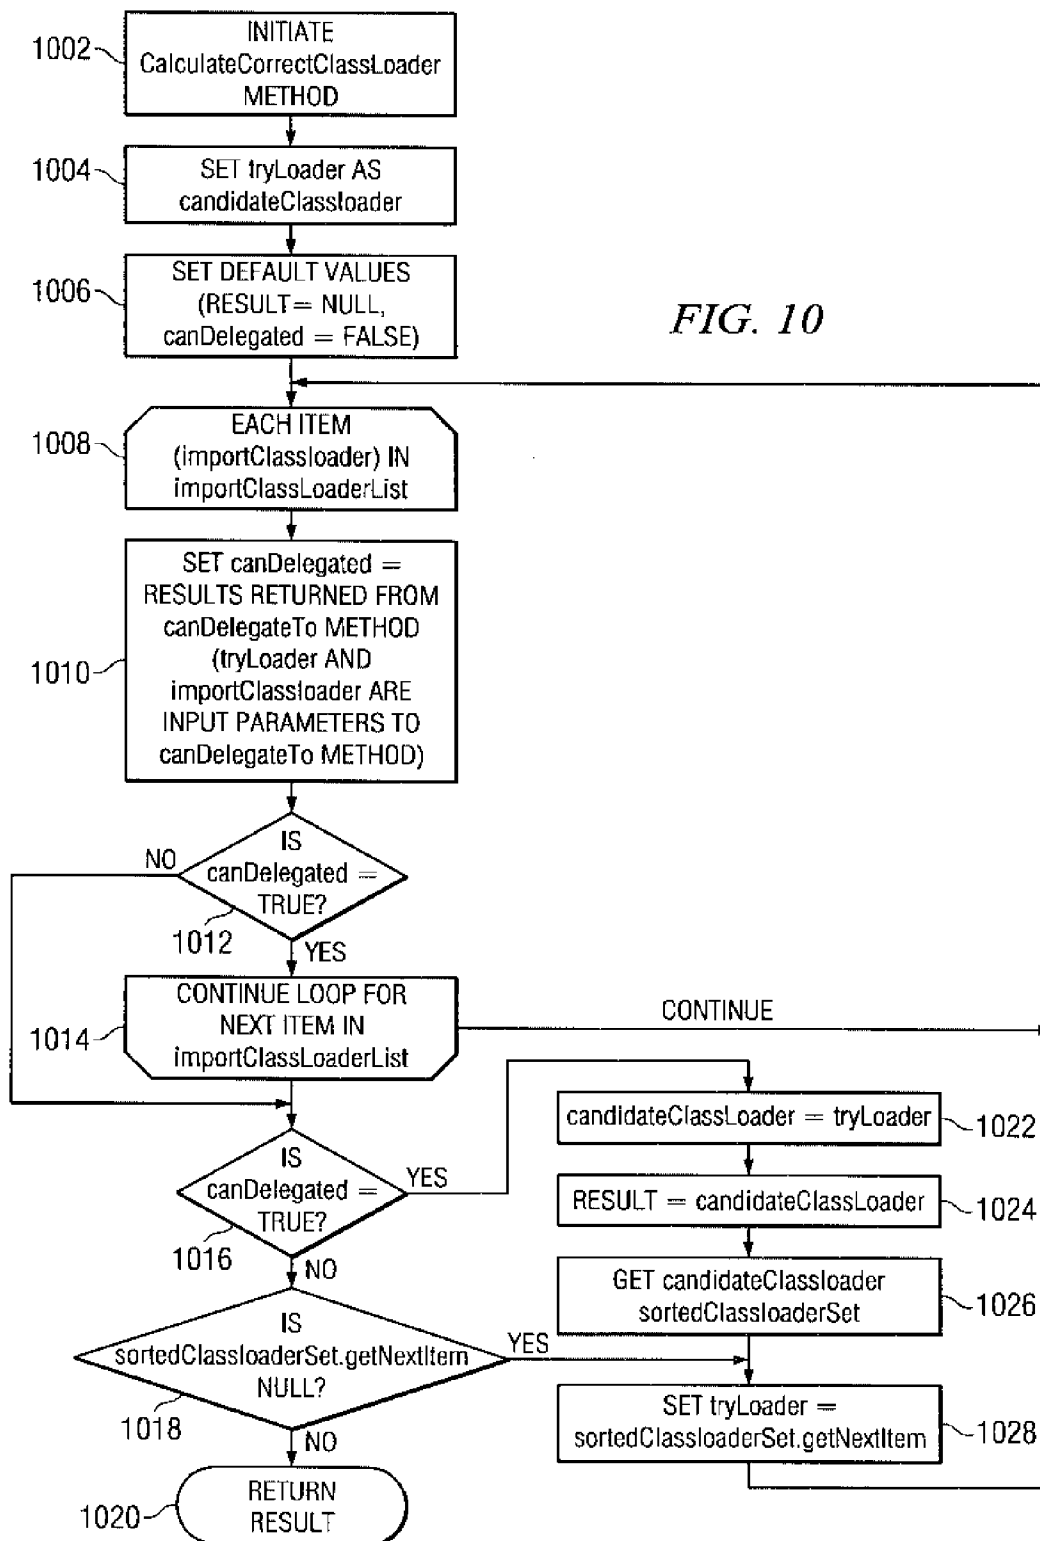 1002
INITIATE
CalculateCorrectClassLoader
METHOD
1004
SET tryLoader AS
candidateClassloader
1006
SET DEFAULT VALUES
(RESULT= NULL,
canDelegated = FALSE)
FIG. 10
1008
EACH ITEM
(importClassloader) IN
importClassLoaderList
1010
SET canDelegated =
RESULTS RETURNED FROM
canDelegateTo METHOD
(tryLoader AND
importClassloader ARE
INPUT PARAMETERS TO
canDelegateTo METHOD)
IS
canDelegated =
TRUE?
NO
1012
YES
1014
CONTINUE LOOP FOR
NEXT ITEM IN
importClassLoaderList
CONTINUE
IS
canDelegated =
TRUE?
YES
1016
NO
candidateClassLoader = tryLoader
1022
RESULT = candidateClassLoader
1024
GET candidateClassloader
sortedClassloaderSet
1026
IS
sortedClassloaderSet.getNextItem
NULL?
YES
1018
NO
SET tryLoader =
sortedClassloaderSet.getNextItem
1028
1020
RETURN
RESULT